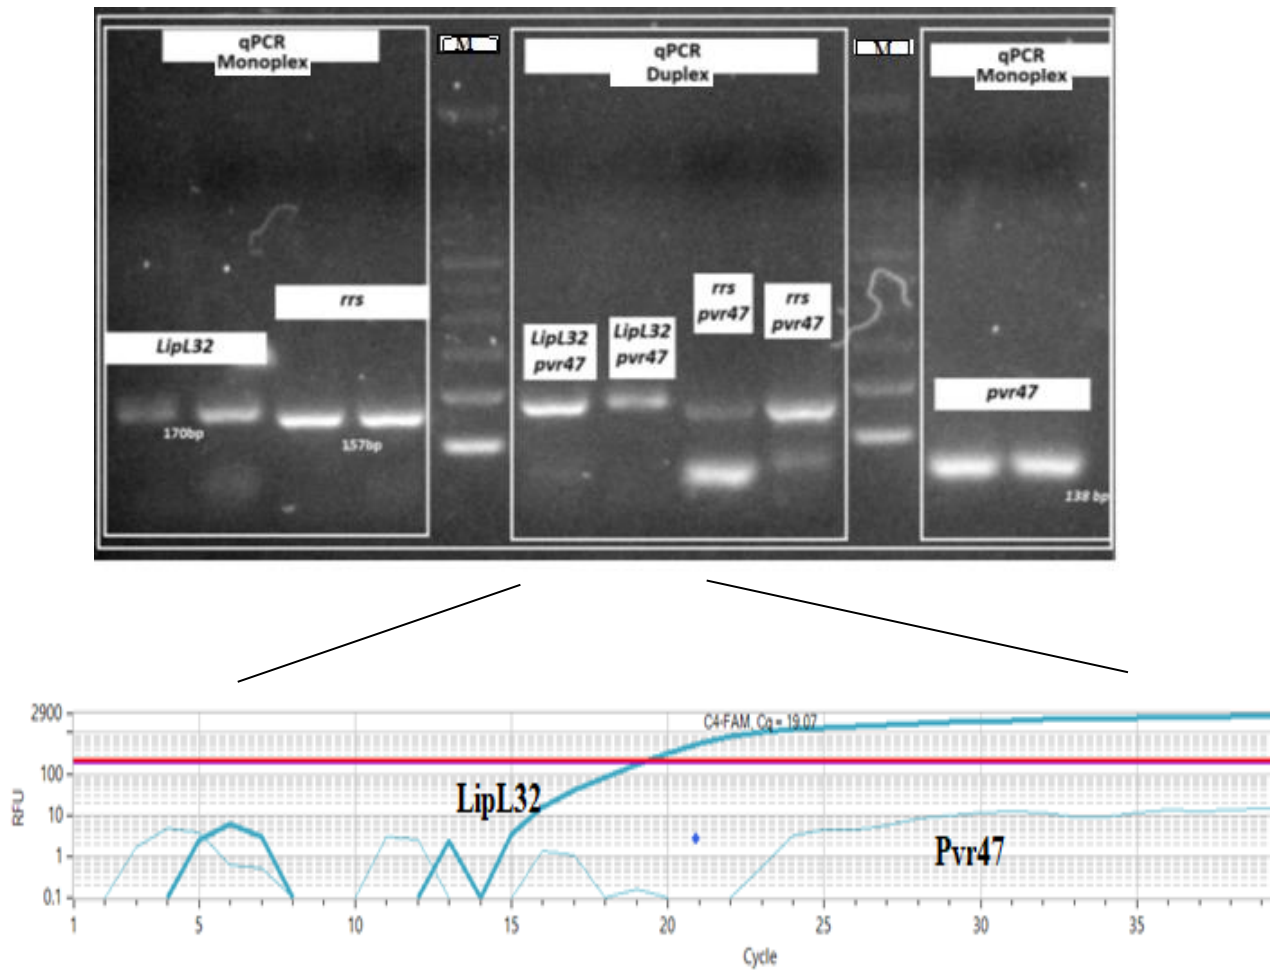 qPCR
Monoplex
M
qPCR
Duplex
M
qPCR
Monoplex
LipL32
170bp
rrs
157bp
LipL32
pvr47
LipL32
pvr47
rrs
pvr47
rrs
pvr47
pvr47
138 bp
2900
100
10
1
0.1
RFU
C4-FAM, Cq = 19.07
LipL32
Pvr47
1 5 10 15 20 25 30 35
Cycle